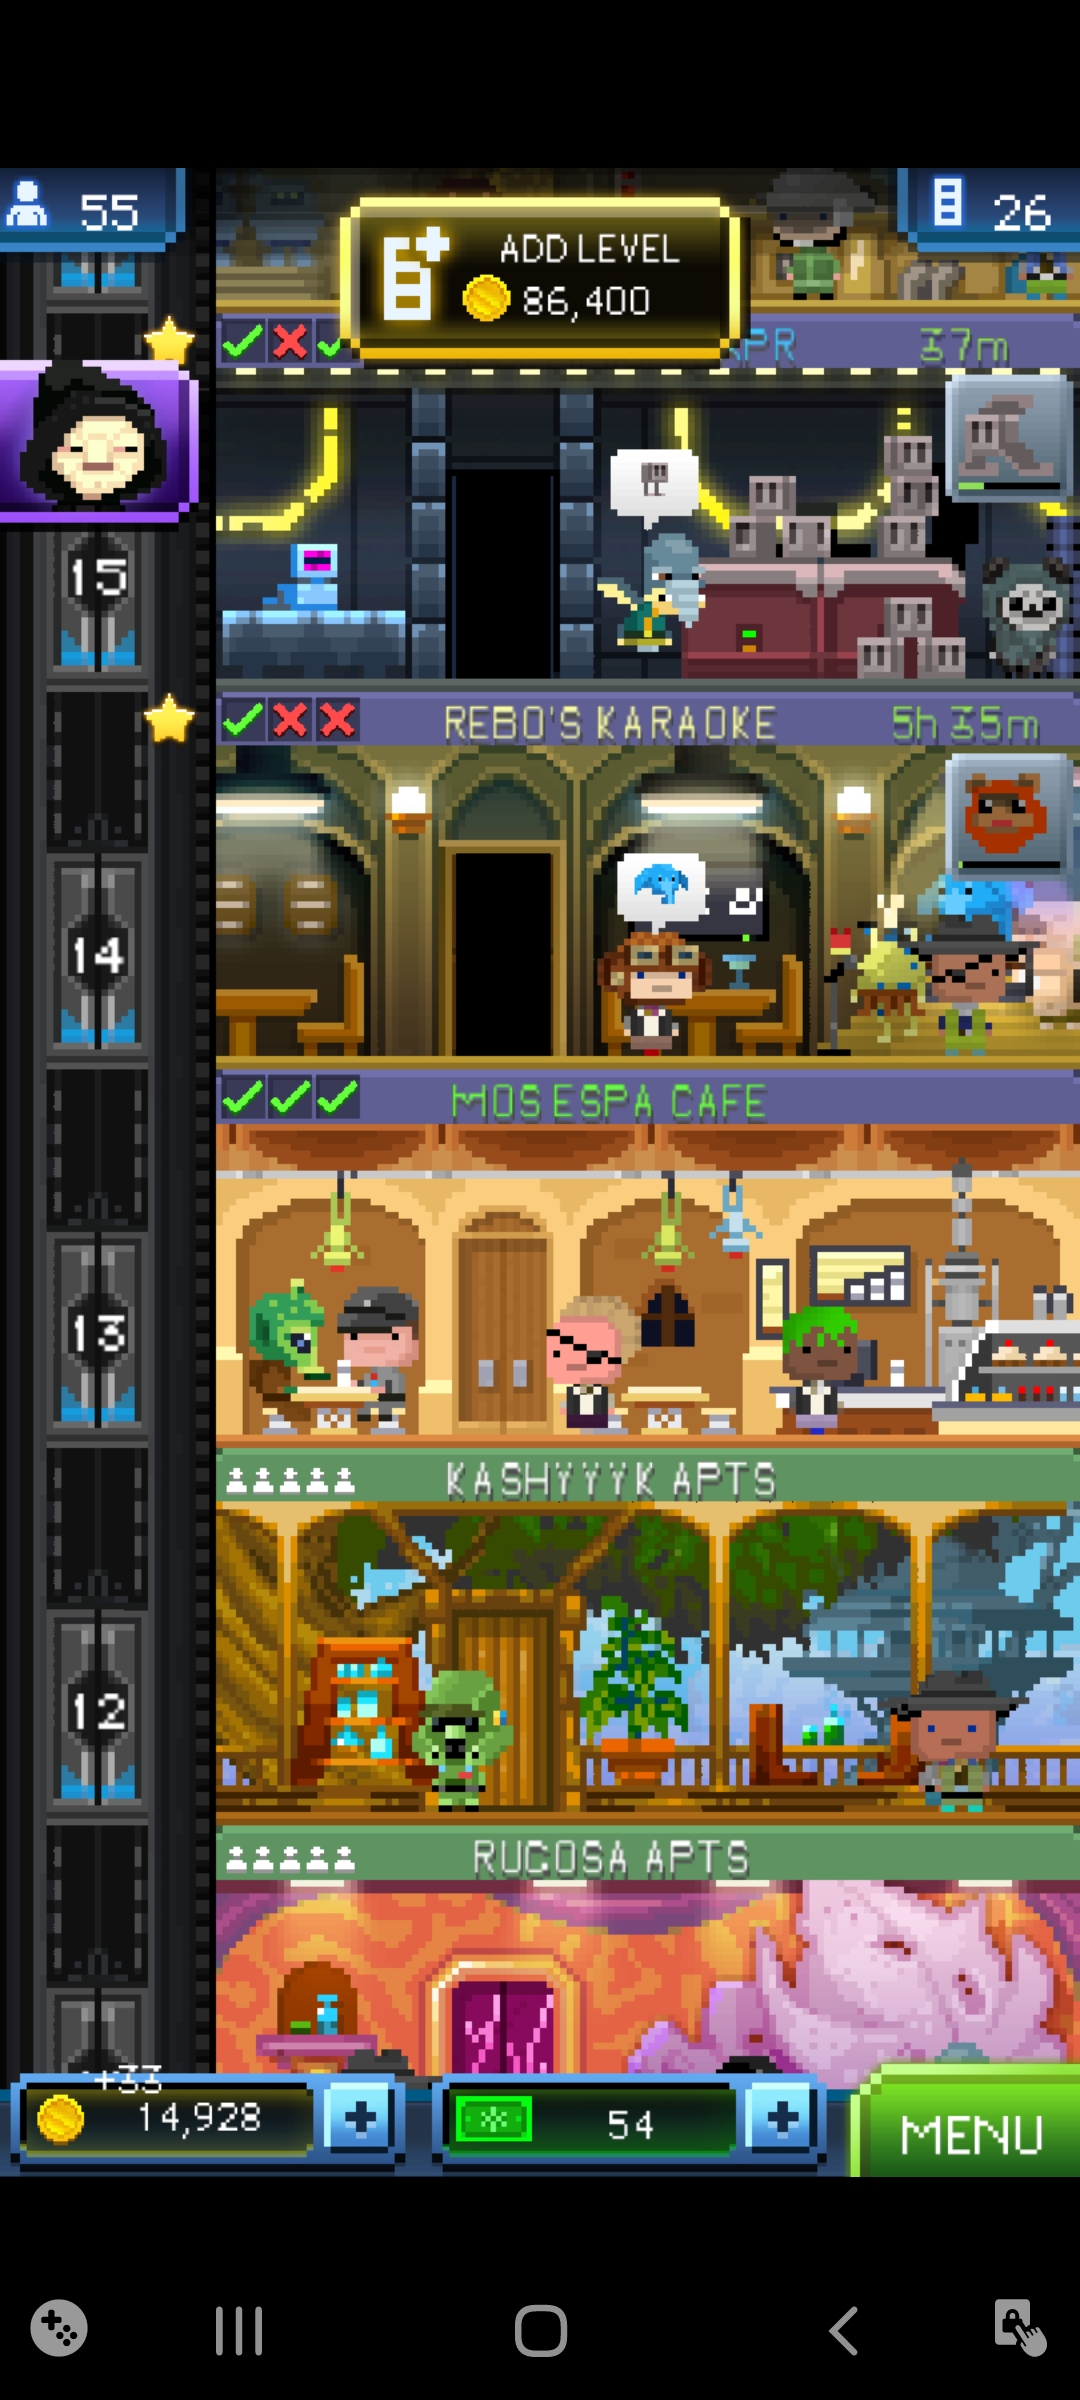 55
ADD LEVEL
86,400
26
37m
15
REBO'S KARAOKE
5h 35m
14
MOS ESPA CAFE
13
KASHYYYK APTS
12
RUGOSA APTS
+33
14,928
54
MENU